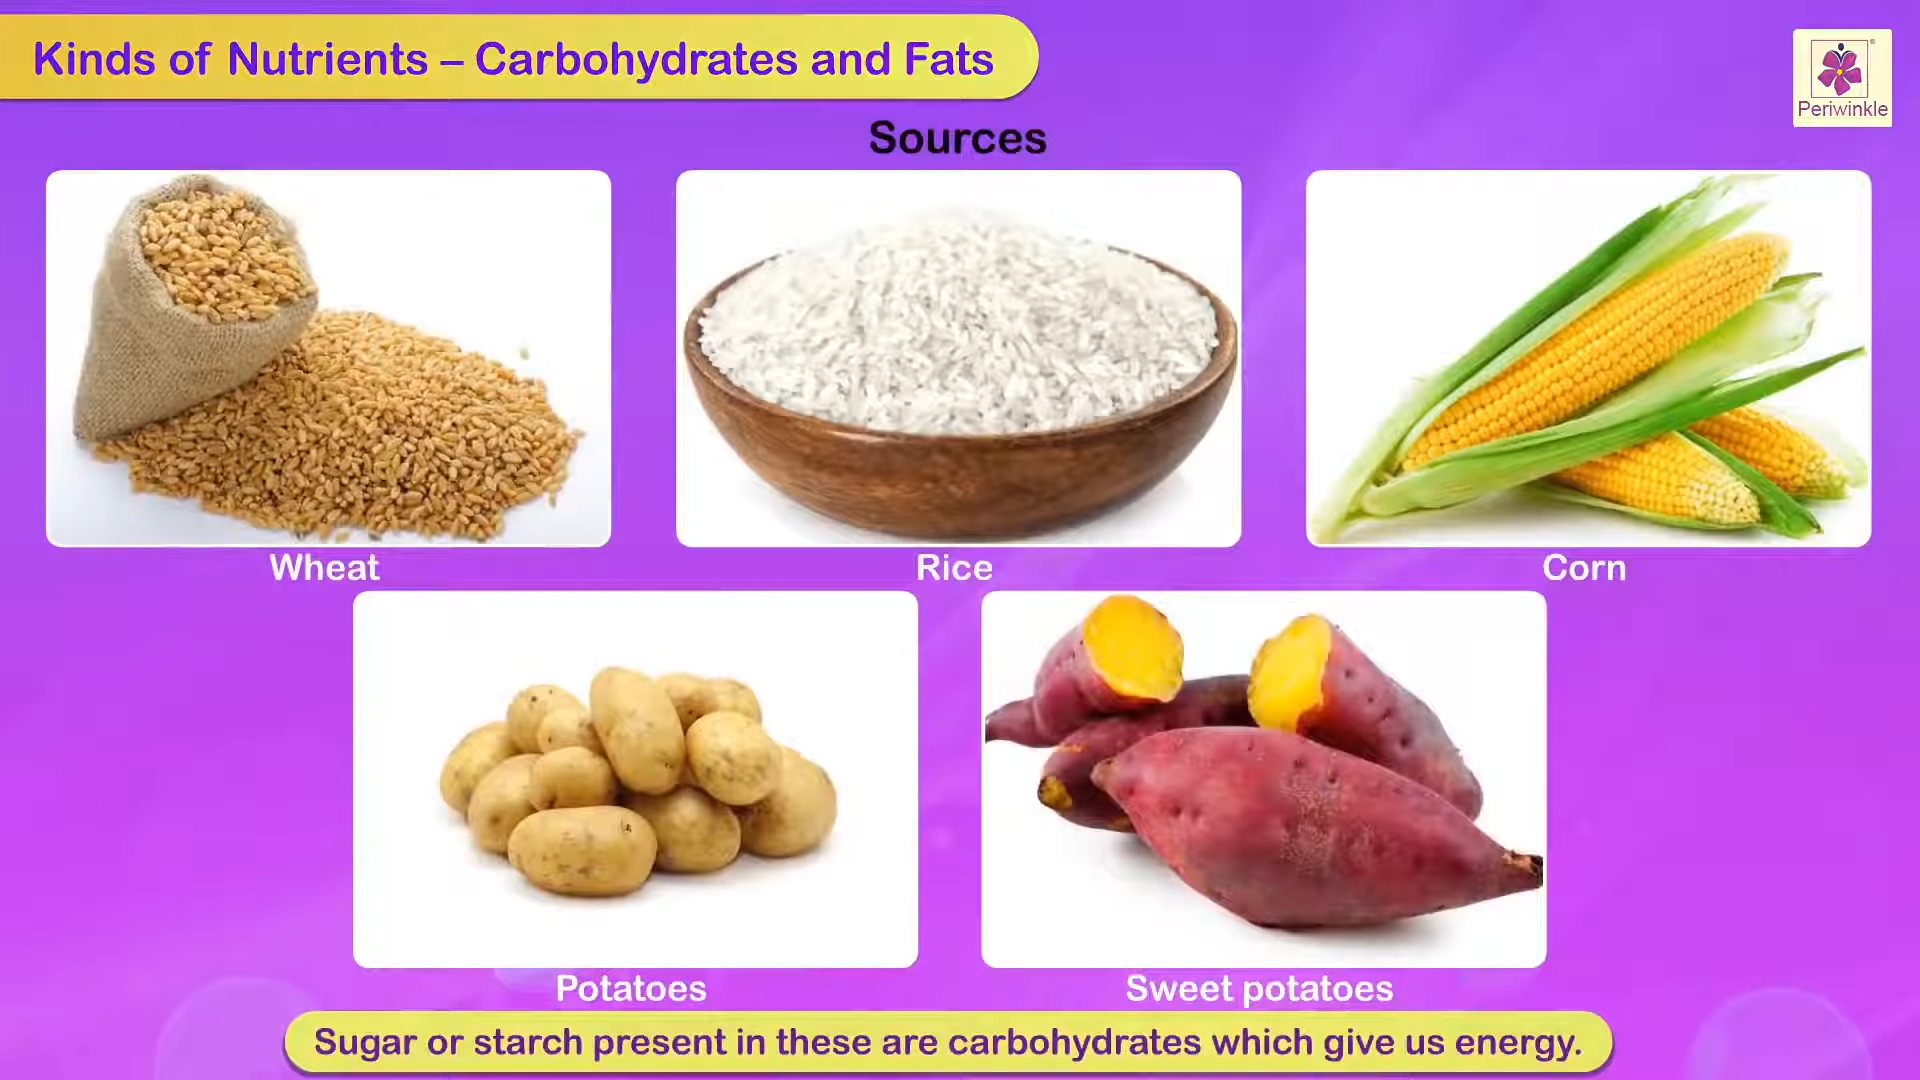 Kinds of Nutrients – Carbohydrates and Fats
Periwinkle
Sources
Wheat
Rice
Corn
Potatoes
Sweet potatoes
Sugar or starch present in these are carbohydrates which give us energy.